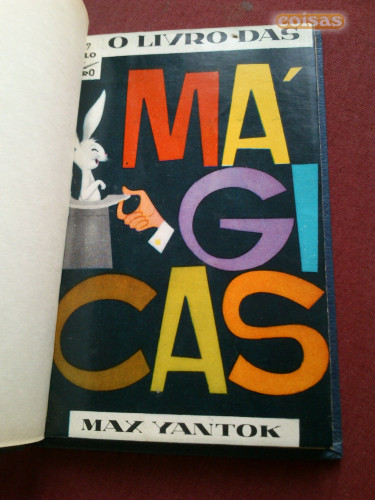 coisas
O LIVRO DAS
MÁ
GI
CAS
MAX YANTOK